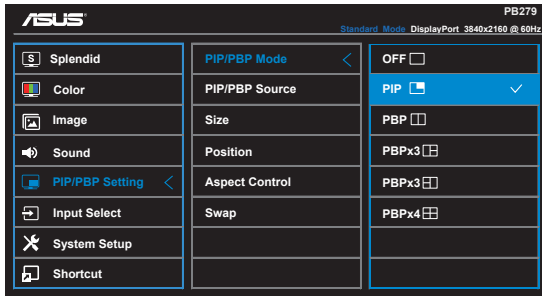 ASUS
PB279
Standard Mode DisplayPort 3840x2160 @ 60Hz
S Splendid
Color
Image
Sound
PIP/PBP Setting
Input Select
System Setup
Shortcut
PIP/PBP Mode
PIP/PBP Source
Size
Position
Aspect Control
Swap
OFF
PIP
PBP
PBPx3
PBPx3
PBPx4